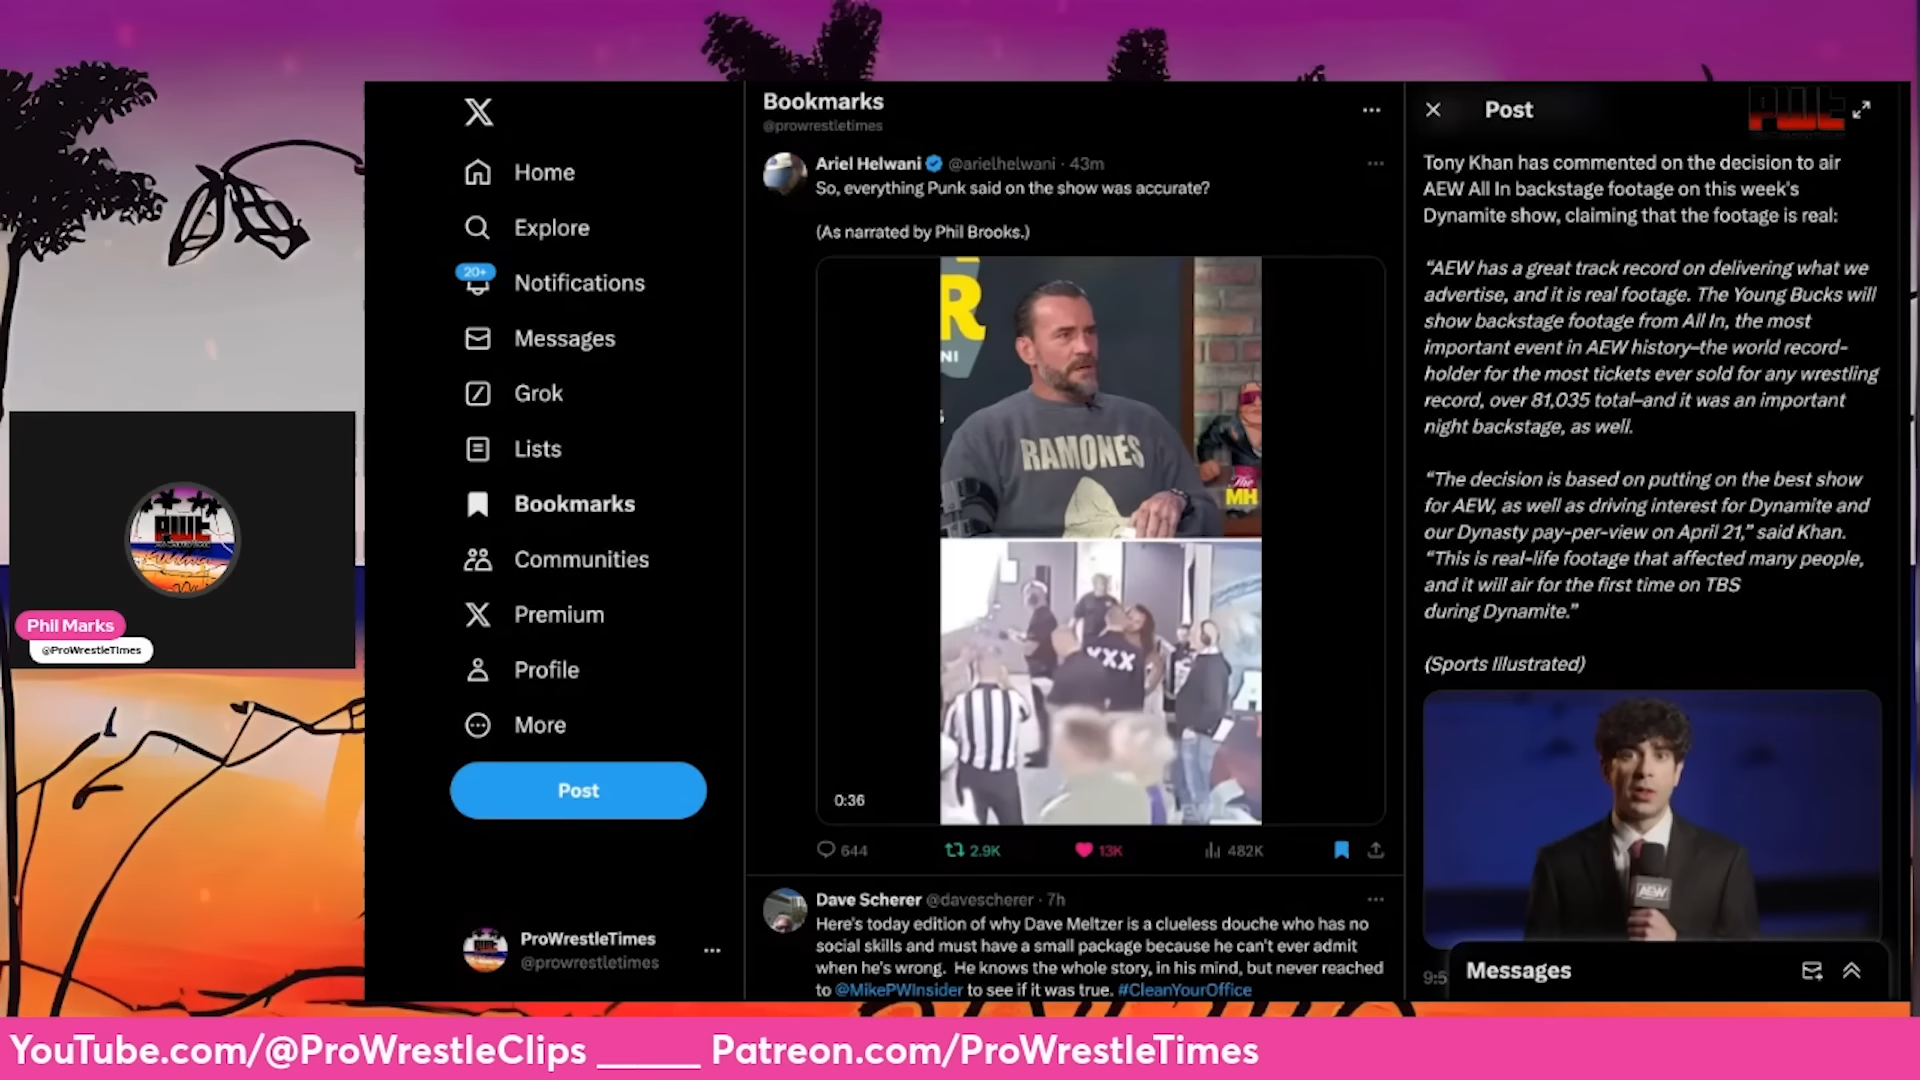 Home
Explore
20+
Notifications
Messages
Grok
Lists
Bookmarks
Communities
Premium
Profile
More
Post
ProWrestleTimes
@prowrestletimes
Phil Marks
@ProWrestleTimes
PWT
Bookmarks
@prowrestletimes
Ariel Helwani @arielhelwani · 43m
So, everything Punk said on the show was accurate?
(As narrated by Phil Brooks.)
R
NI
RAMONES
The
MH
XXX
0:36
644
2.9K
13K
482K
Dave Scherer @davescherer · 7h
Here's today edition of why Dave Meltzer is a clueless douche who has no
social skills and must have a small package because he can't ever admit
when he's wrong. He knows the whole story, in his mind, but never reached
to @MikePWInsider to see if it was true. #CleanYourOffice
Post
PWT
Tony Khan has commented on the decision to air
AEW All In backstage footage on this week's
Dynamite show, claiming that the footage is real:
“AEW has a great track record on delivering what we
advertise, and it is real footage. The Young Bucks will
show backstage footage from All In, the most
important event in AEW history–the world record-
holder for the most tickets ever sold for any wrestling
record, over 81,035 total–and it was an important
night backstage, as well.
“The decision is based on putting on the best show
for AEW, as well as driving interest for Dynamite and
our Dynasty pay-per-view on April 21,” said Khan.
“This is real-life footage that affected many people,
and it will air for the first time on TBS
during Dynamite.”
(Sports Illustrated)
AEW
9:5
Messages
YouTube.com/@ProWrestleClips ______ Patreon.com/ProWrestleTimes